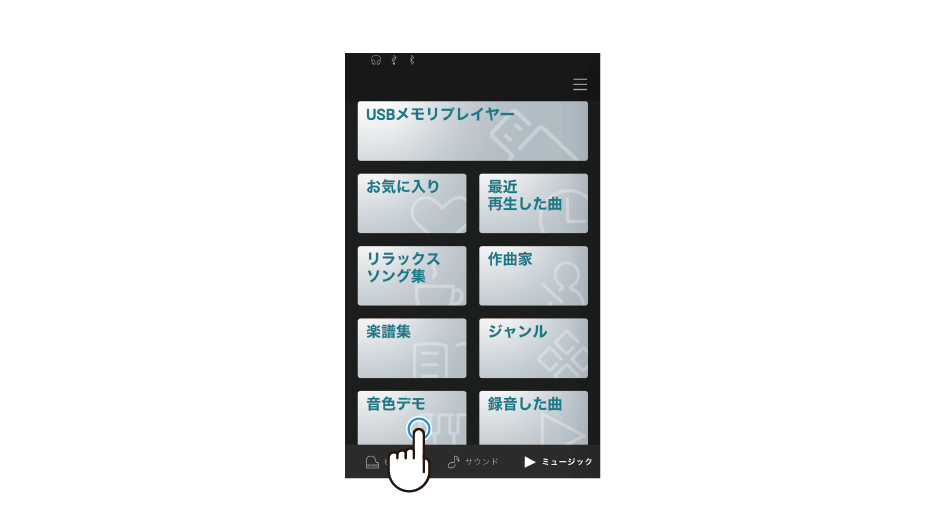 USBメモリプレイヤー
お気に入り
最近
再生した曲
リラックス
ソング集
作曲家
楽譜集
ジャンル
音色デモ
録音した曲
サウンド
ミュージック